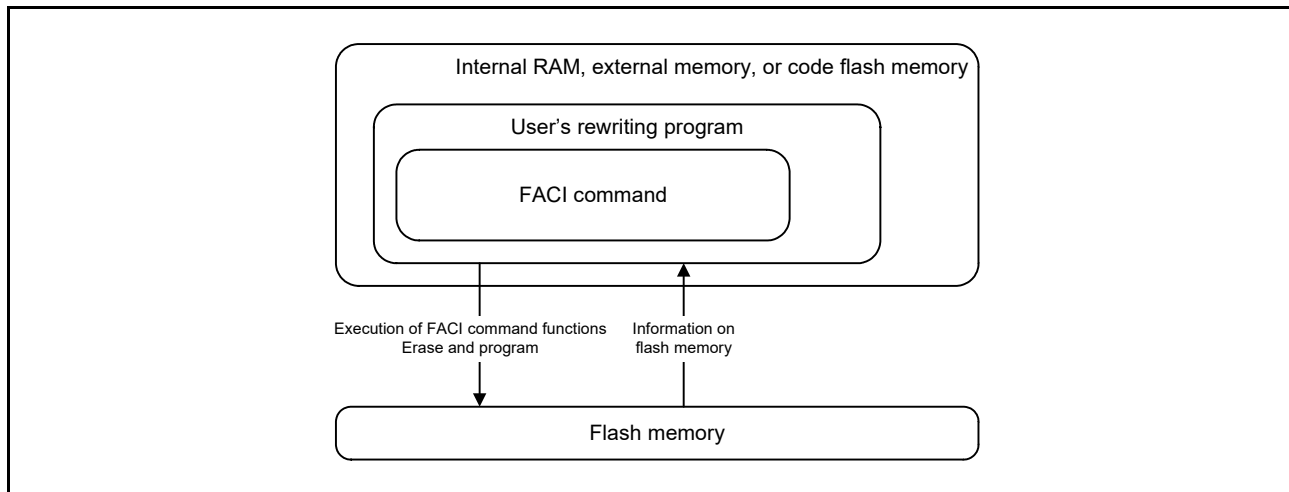 Internal RAM, external memory, or code flash memory
User’s rewriting program
FACI command
Execution of FACI command functions
Erase and program
Information on
flash memory
Flash memory